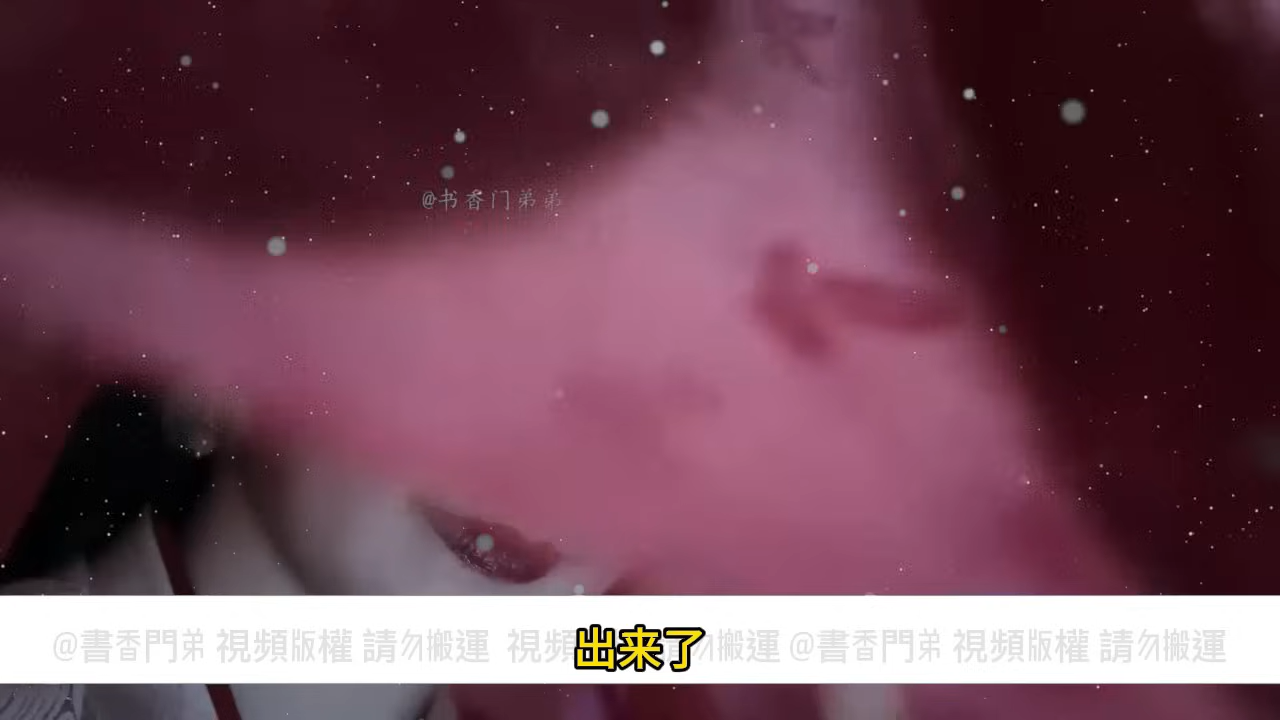 @书香门弟弟
@書香門弟 視頻版權 請勿搬運 視頻 勿搬運 @書香門弟 視頻版權 請勿搬運
出来了